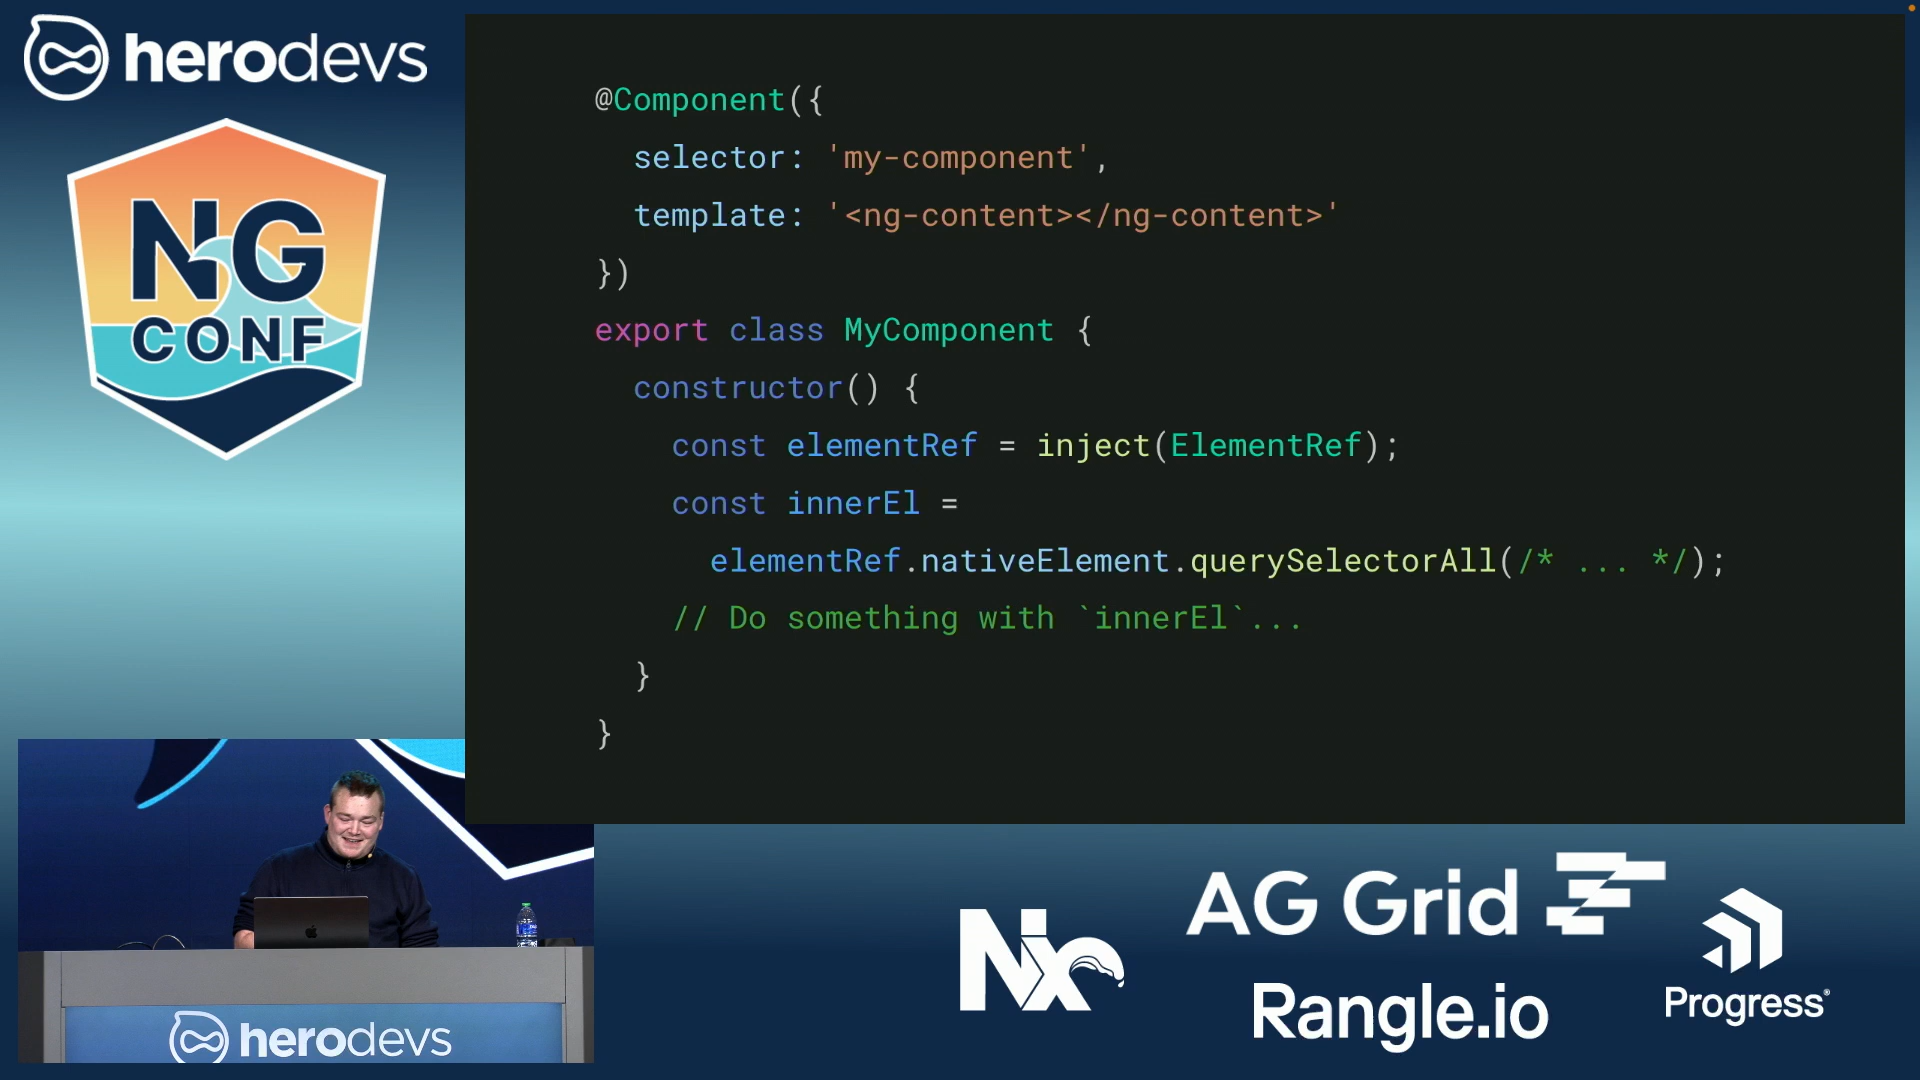 herodevs
NG
CONF
@Component({
  selector: 'my-component',
  template: '<ng-content></ng-content>'
})
export class MyComponent {
  constructor() {
    const elementRef = inject(ElementRef);
    const innerEl =
      elementRef.nativeElement.querySelectorAll(/* ... */);
    // Do something with `innerEl`...
  }
}
herodevs
Nx
AG Grid
Rangle.io
Progress®